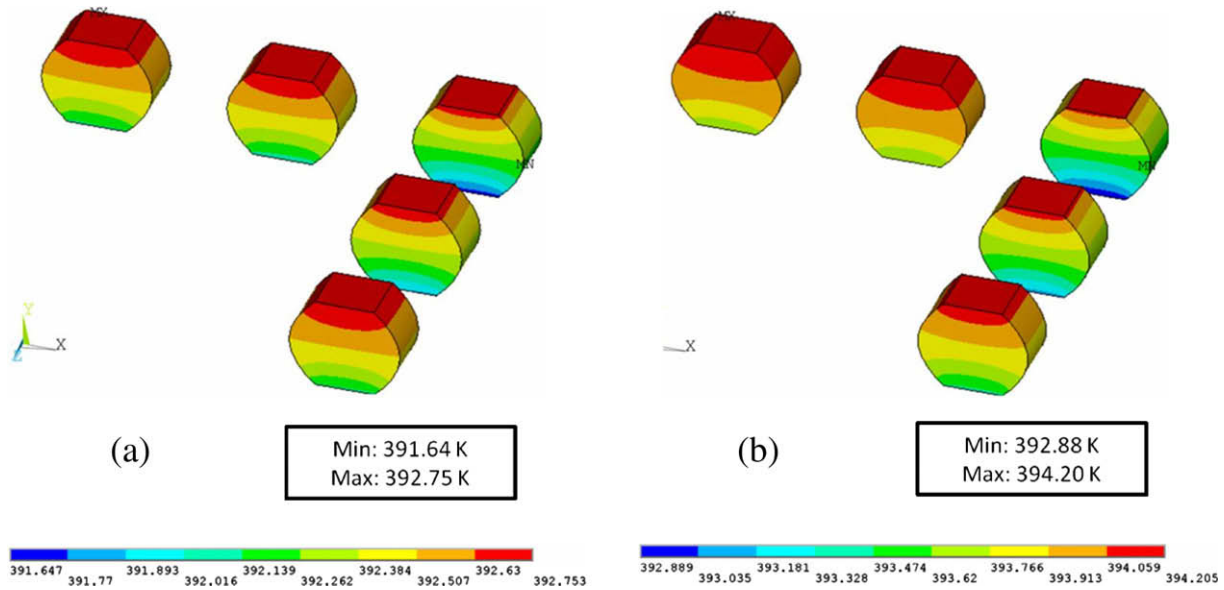 MX
MX
MN
MN
Y
Z
X
X
(a)
Min: 391.64 K
Max: 392.75 K
(b)
Min: 392.88 K
Max: 394.20 K
391.647 391.77 391.893 392.016 392.139 392.262 392.384 392.507 392.63 392.753
392.889 393.035 393.181 393.328 393.474 393.62 393.766 393.913 394.059 394.205